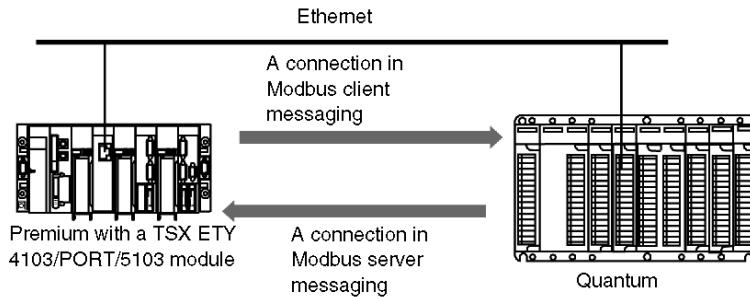 Ethernet
A connection in
Modbus client
messaging
Premium with a TSX ETY
4103/PORT/5103 module
A connection in
Modbus server
messaging
Quantum